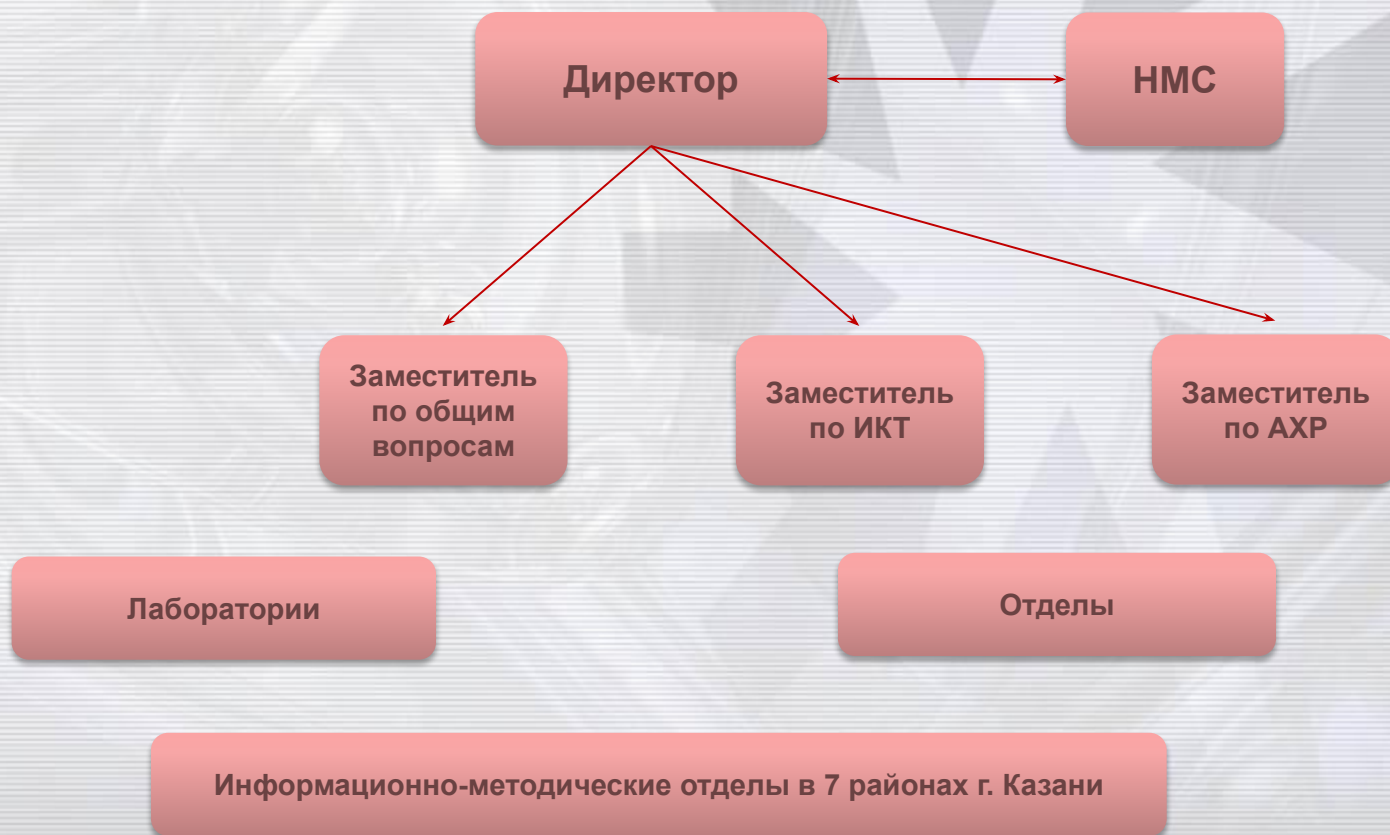 Директор
НМС
Заместитель
по общим
вопросам
Заместитель
по ИКТ
Заместитель
по АХР
Лаборатории
Отделы
Информационно-методические отделы в 7 районах г. Казани